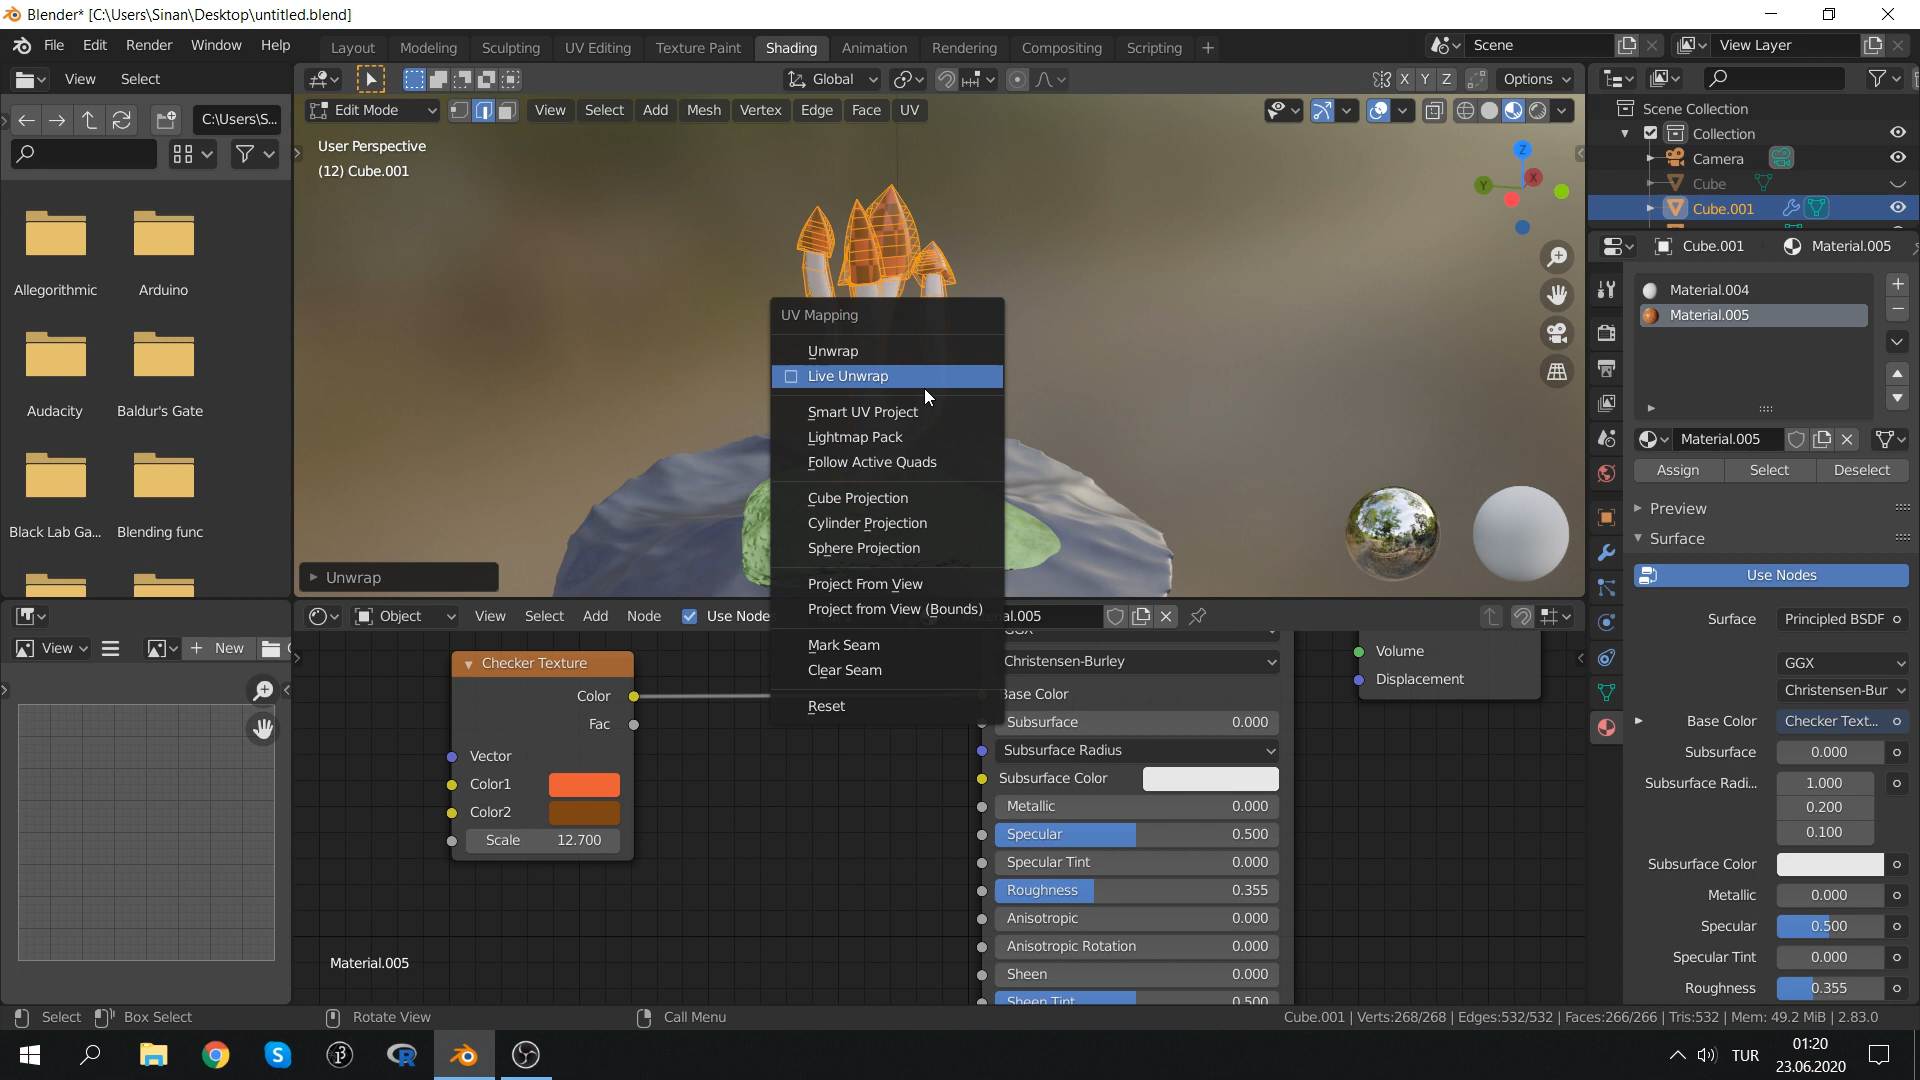 Blender* [C:\Users\Sinan\Desktop\untitled.blend]
File Edit Render Window Help
Layout Modeling Sculpting UV Editing Texture Paint Shading Animation Rendering Compositing Scripting +
Scene
View Layer
View Select
Global
X Y Z
Options
C:\Users\S...
Edit Mode
View Select Add Mesh Vertex Edge Face UV
User Perspective
(12) Cube.001
Z
Y
X
Allegorithmic Arduino
Audacity Baldur's Gate
Black Lab Ga... Blending func
Unwrap
UV Mapping
Unwrap
Live Unwrap
Smart UV Project
Lightmap Pack
Follow Active Quads
Cube Projection
Cylinder Projection
Sphere Projection
Project From View
Project from View (Bounds)
Mark Seam
Clear Seam
Reset
Scene Collection
Collection
Camera
Cube
Cube.001
Cube.001 Material.005
Material.004
Material.005
Material.005
Assign Select Deselect
Preview
Surface
Use Nodes
Surface Principled BSDF
GGX
Christensen-Bur
Base Color Checker Text...
Subsurface 0.000
Subsurface Radi... 1.000
0.200
0.100
Subsurface Color
Metallic 0.000
Specular 0.500
Specular Tint 0.000
Roughness 0.355
View New
Object View Select Add Node Use Nodes
al.005
Checker Texture
Color
Fac
Vector
Color1
Color2
Scale 12.700
Material.005
GGX
Christensen-Burley
Base Color
Subsurface 0.000
Subsurface Radius
Subsurface Color
Metallic 0.000
Specular 0.500
Specular Tint 0.000
Roughness 0.355
Anisotropic 0.000
Anisotropic Rotation 0.000
Sheen 0.000
Sheen Tint 0.500
Volume
Displacement
Select Box Select Rotate View Call Menu
Cube.001 | Verts:268/268 | Edges:532/532 | Faces:266/266 | Tris:532 | Mem: 49.2 MiB | 2.83.0
TUR
01:20
23.06.2020